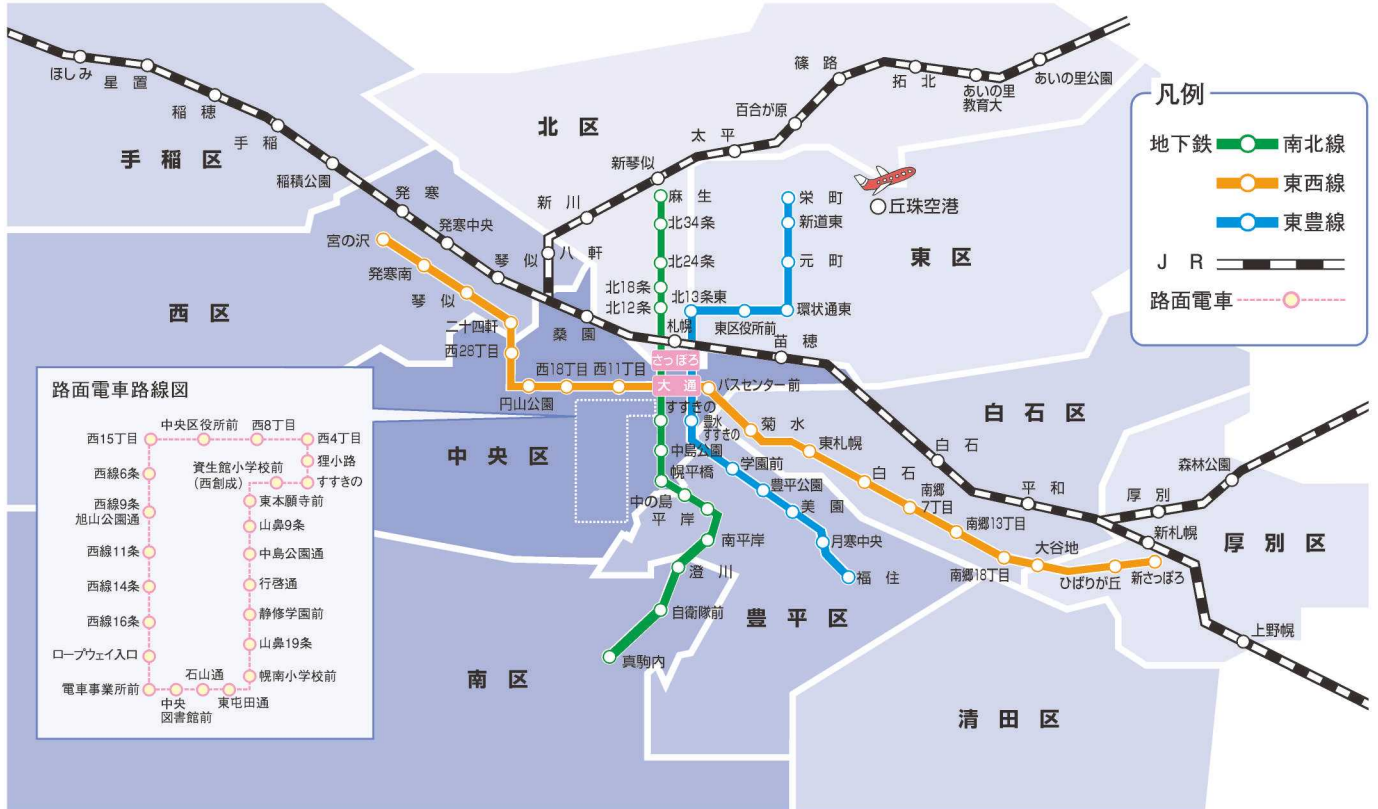 ほしみ
星置
稲穂
手稲
稲積公園
発寒
発寒中央
琴似
桑園
札幌
苗穂
白石
平和
厚別
森林公園
新札幌
上野幌
八軒
新川
新琴似
太平
百合が原
篠路
拓北
あいの里
教育大
あいの里公園
手稲区
北区
東区
西区
中央区
白石区
厚別区
豊平区
南区
清田区
丘珠空港
麻生
北34条
北24条
北18条
北12条
さっぽろ
大通
すすきの
中島公園
幌平橋
中の島
平岸
南平岸
澄川
自衛隊前
真駒内
宮の沢
発寒南
琴似
二十四軒
西28丁目
円山公園
西18丁目
西11丁目
バスセンター前
菊水
東札幌
白石
南郷
7丁目
南郷13丁目
南郷18丁目
大谷地
ひばりが丘
新さっぽろ
栄町
新道東
元町
環状通東
東区役所前
北13条東
豊水
すすきの
学園前
豊平公園
美園
月寒中央
福住
凡例
地下鉄
南北線
東西線
東豊線
JR
路面電車
路面電車路線図
西15丁目
中央区役所前
西8丁目
西4丁目
狸小路
すすきの
資生館小学校前
(西創成)
東本願寺前
山鼻9条
中島公園通
行啓通
静修学園前
山鼻19条
幌南小学校前
東屯田通
石山通
中央
図書館前
電車事業所前
ロープウェイ入口
西線16条
西線14条
西線11条
西線9条
旭山公園通
西線6条